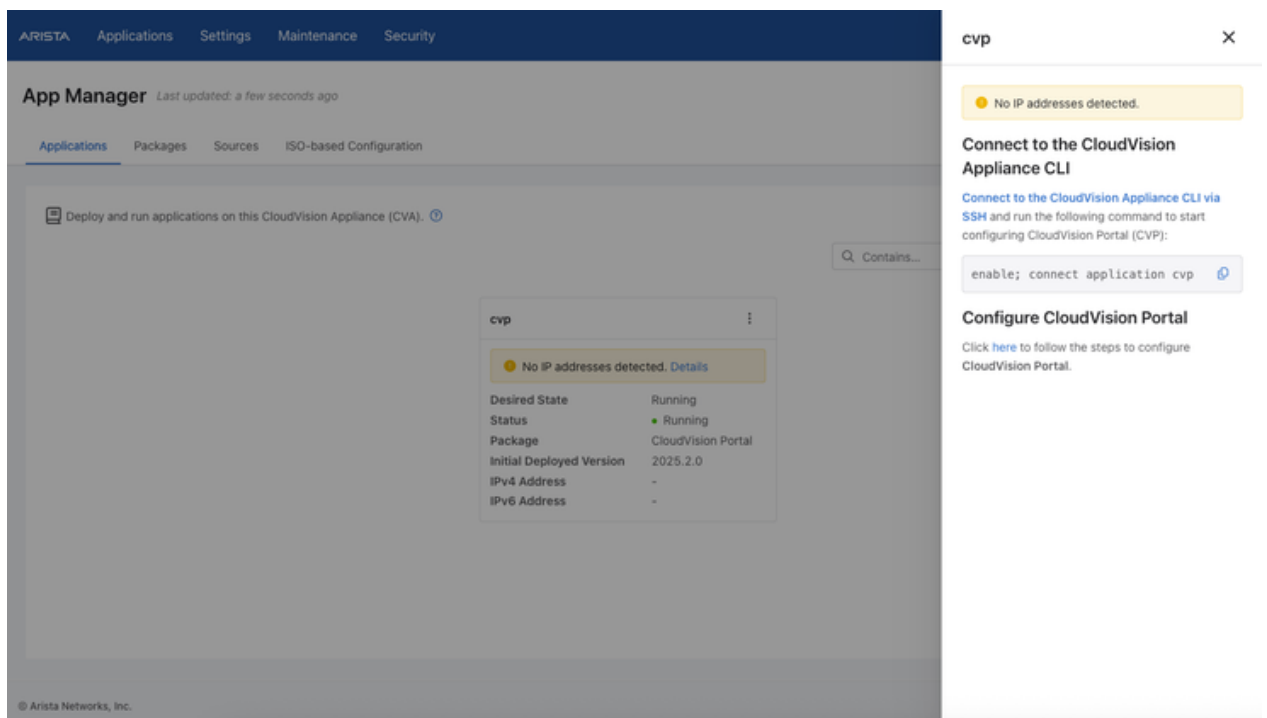 ARISTA Applications Settings Maintenance Security
App Manager Last updated: a few seconds ago
Applications Packages Sources ISO-based Configuration
Deploy and run applications on this CloudVision Appliance (CVA).
Contains...
cvp
No IP addresses detected. Details
Desired State Running
Status Running
Package CloudVision Portal
Initial Deployed Version 2025.2.0
IPv4 Address -
IPv6 Address -
© Arista Networks, Inc.
cvp
No IP addresses detected.
Connect to the CloudVision
Appliance CLI
Connect to the CloudVision Appliance CLI via
SSH and run the following command to start
configuring CloudVision Portal (CVP):
enable; connect application cvp
Configure CloudVision Portal
Click here to follow the steps to configure
CloudVision Portal.